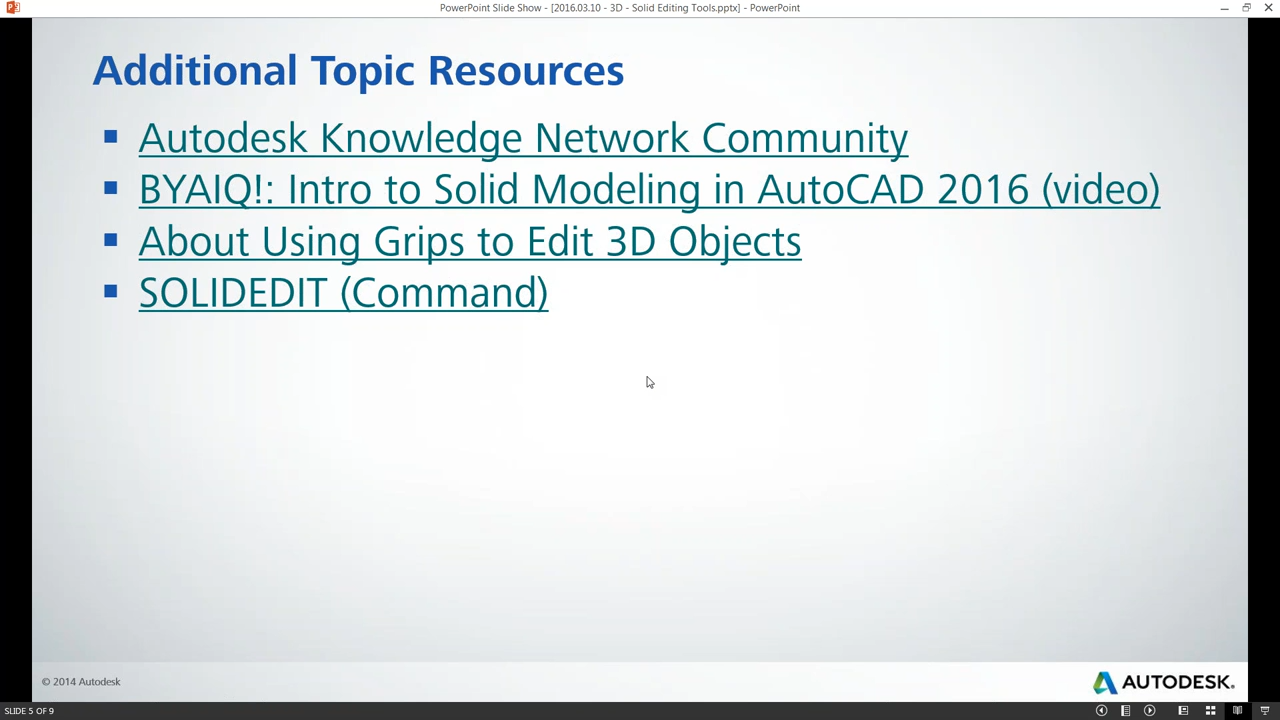 PowerPoint Slide Show - [2016.03.10 - 3D - Solid Editing Tools.pptx] - PowerPoint
Additional Topic Resources
Autodesk Knowledge Network Community
BYAIQ!: Intro to Solid Modeling in AutoCAD 2016 (video)
About Using Grips to Edit 3D Objects
SOLIDEDIT (Command)
© 2014 Autodesk
AUTODESK.
SLIDE 5 OF 9